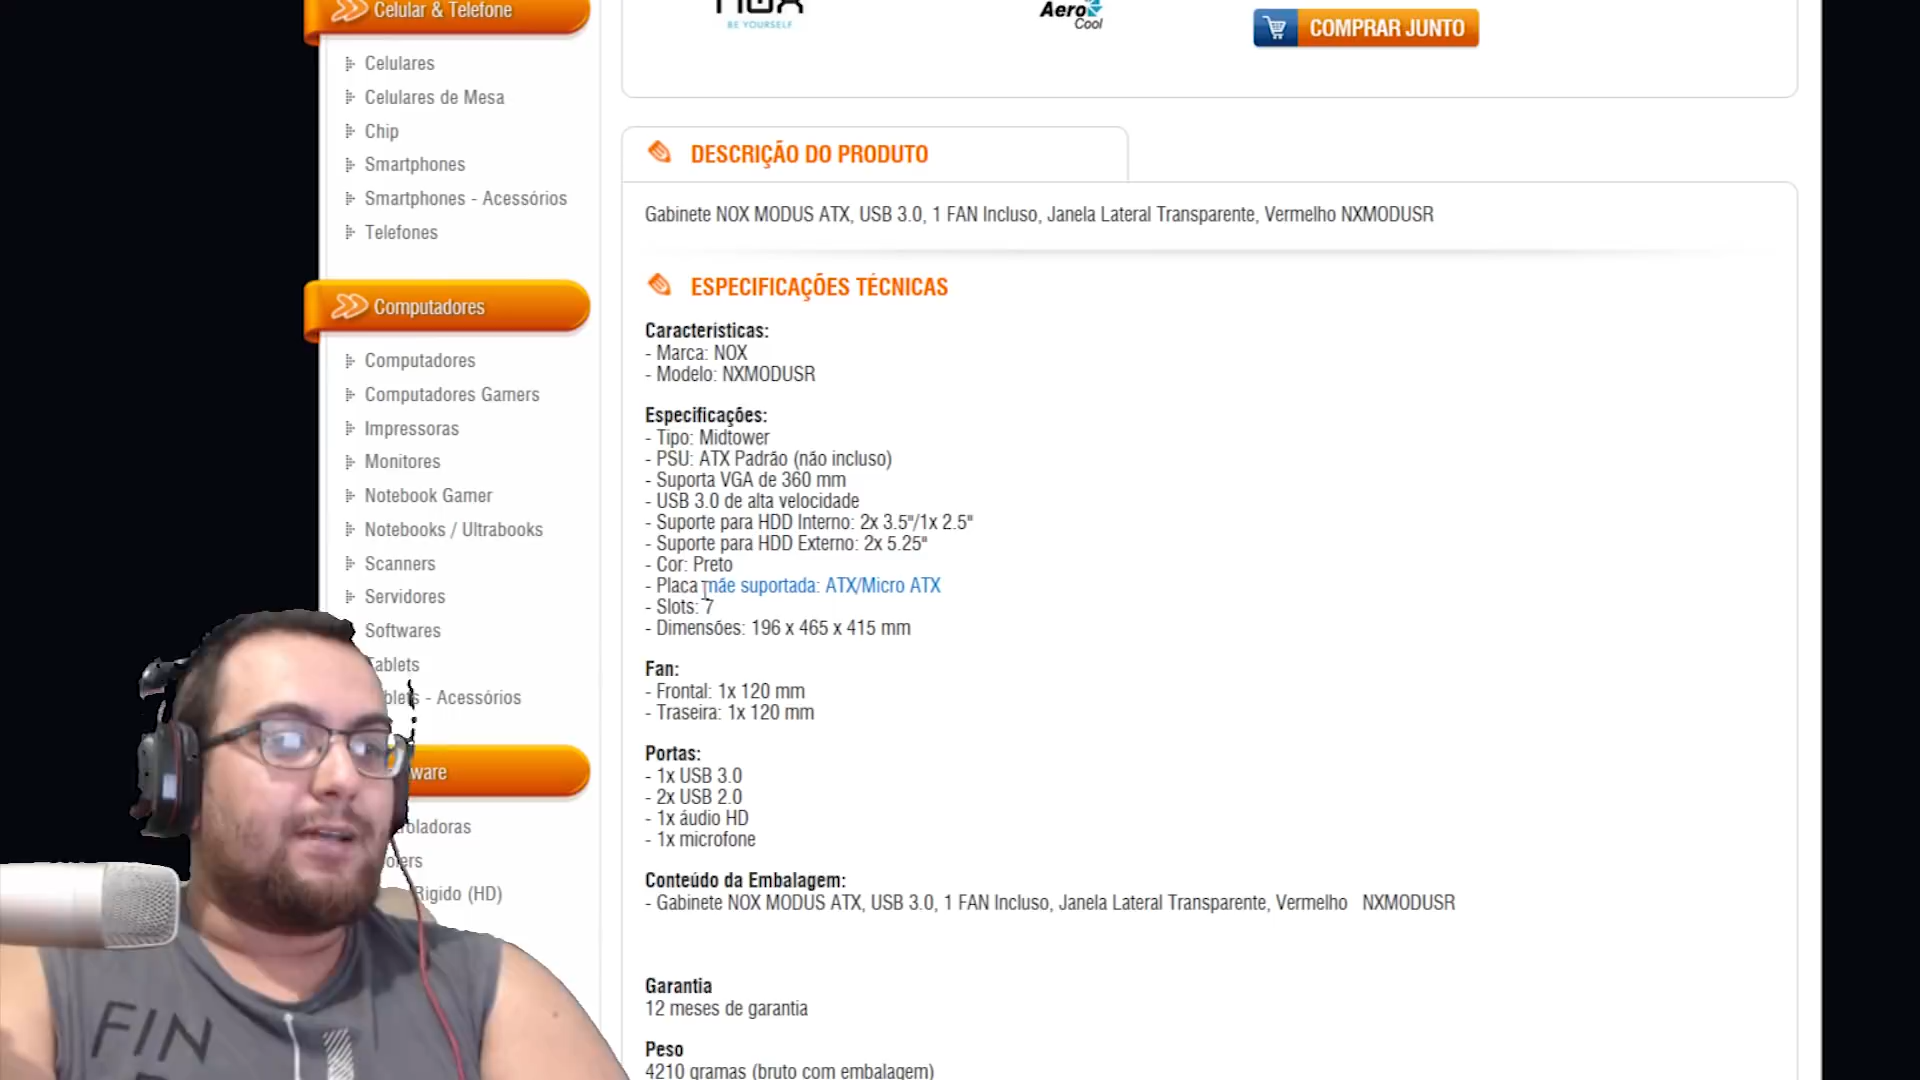 Celular & Telefone
Celulares
Celulares de Mesa
Chip
Smartphones
Smartphones - Acessórios
Telefones
Computadores
Computadores
Computadores Gamers
Impressoras
Monitores
Notebook Gamer
Notebooks / Ultrabooks
Scanners
Servidores
Softwares
Tablets
- Acessórios
Rigido (HD)
BE YOURSELF
Aero
Cool
COMPRAR JUNTO
DESCRIÇÃO DO PRODUTO
Gabinete NOX MODUS ATX, USB 3.0, 1 FAN Incluso, Janela Lateral Transparente, Vermelho NXMODUSR
ESPECIFICAÇÕES TÉCNICAS
Características:
- Marca: NOX
- Modelo: NXMODUSR
Especificações:
- Tipo: Midtower
- PSU: ATX Padrão (não incluso)
- Suporta VGA de 360 mm
- USB 3.0 de alta velocidade
- Suporte para HDD Interno: 2x 3.5"/1x 2.5"
- Suporte para HDD Externo: 2x 5.25"
- Cor: Preto
- Placa mãe suportada: ATX/Micro ATX
- Slots: 7
- Dimensões: 196 x 465 x 415 mm
Fan:
- Frontal: 1x 120 mm
- Traseira: 1x 120 mm
Portas:
- 1x USB 3.0
- 2x USB 2.0
- 1x áudio HD
- 1x microfone
Conteúdo da Embalagem:
- Gabinete NOX MODUS ATX, USB 3.0, 1 FAN Incluso, Janela Lateral Transparente, Vermelho NXMODUSR
Garantia
12 meses de garantia
Peso
4210 gramas (bruto com embalagem)
FIN